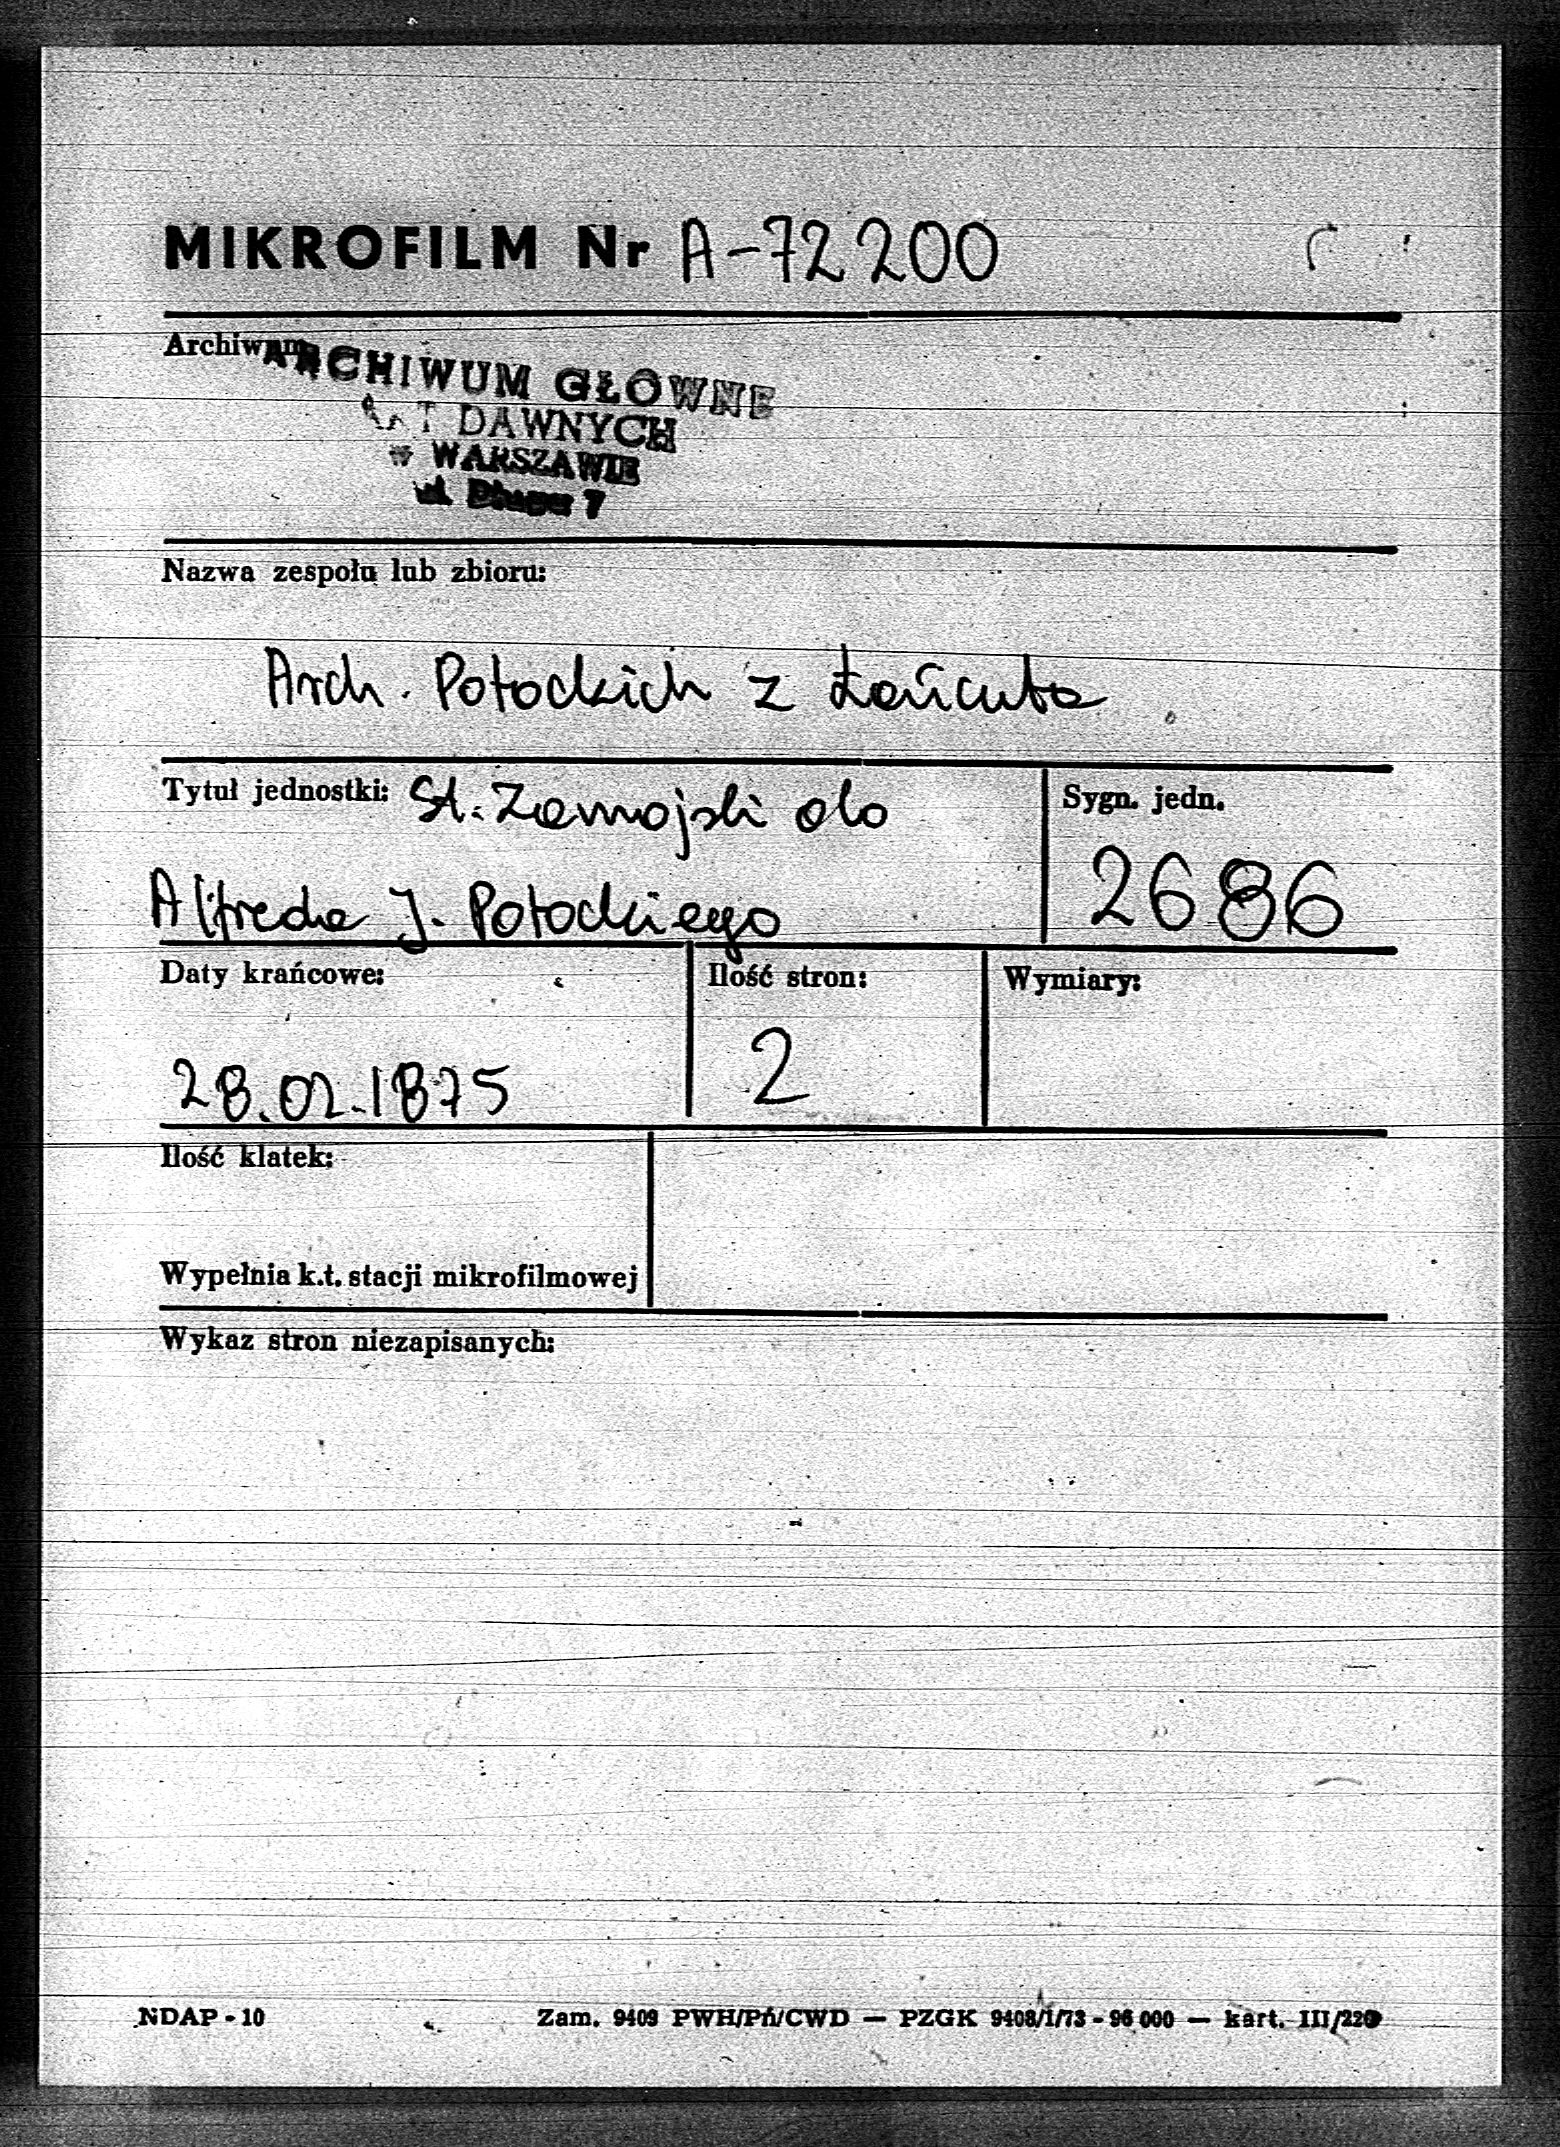 MIKROFILM Nr A-72200
Archiwum
ARCHIWUM GŁÓWNE
AKT DAWNYCH
w WARSZAWIE
ul. Długa 7
Nazwa zespołu lub zbioru:
Arch. Potockich z Łańcuta
Tytuł jednostki: St. Zamojski do
Alfreda J. Potockiego
Sygn. jedn.
2686
Daty krańcowe:
28.02.1875
Ilość stron:
2
Wymiary:
Ilość klatek:
Wypełnia k.t. stacji mikrofilmowej
Wykaz stron niezapisanych:
NDAP - 10
Zam. 9409 PWH/Pń/CWD — PZGK 9408/I/73 - 96 000 — kart. III/220